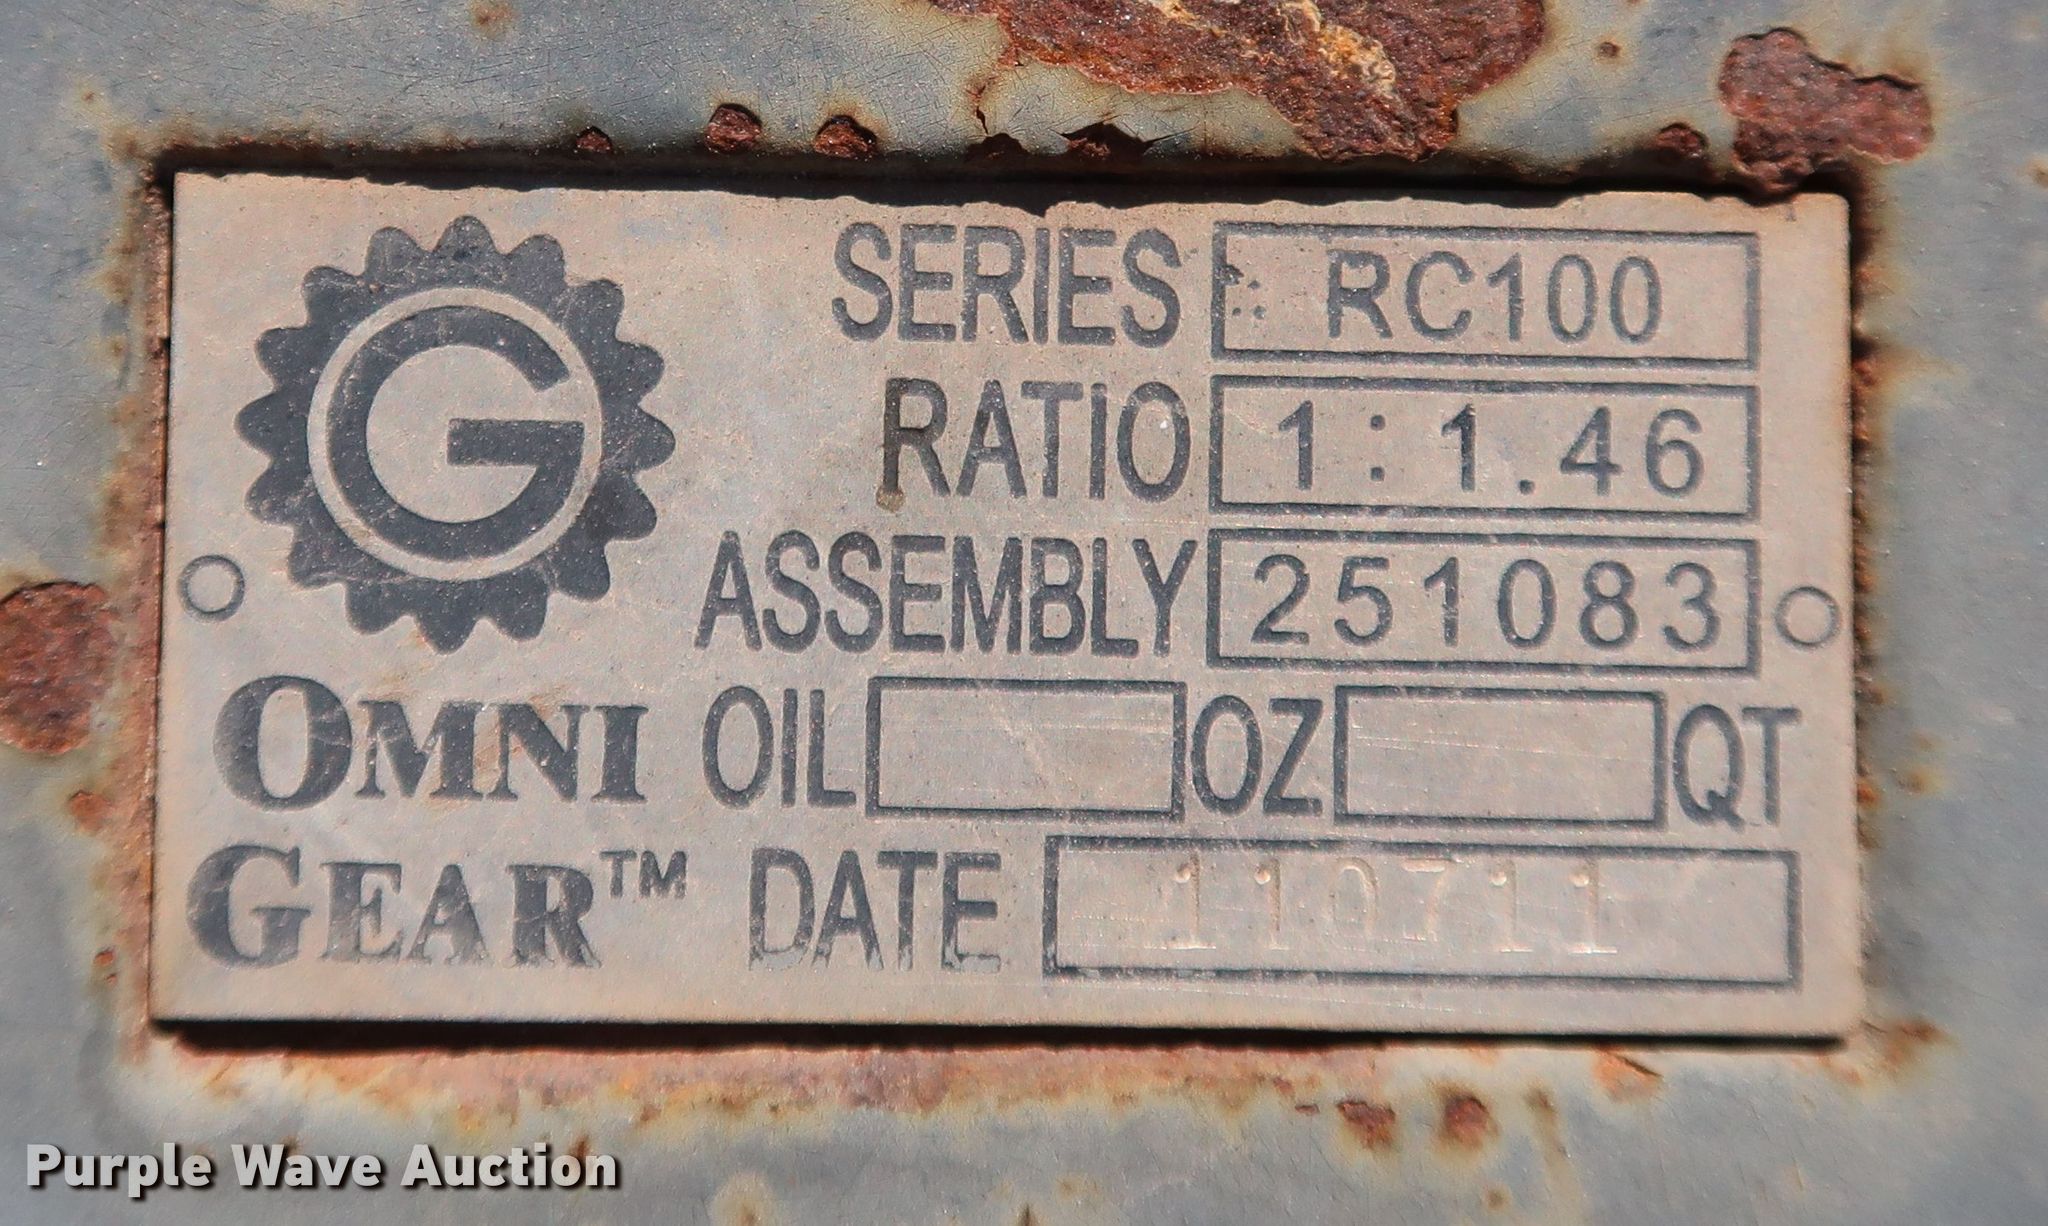 G
SERIES RC100
RATIO 1:1.46
ASSEMBLY 251083
OMNI OIL OZ QT
GEAR™ DATE 110711
Purple Wave Auction